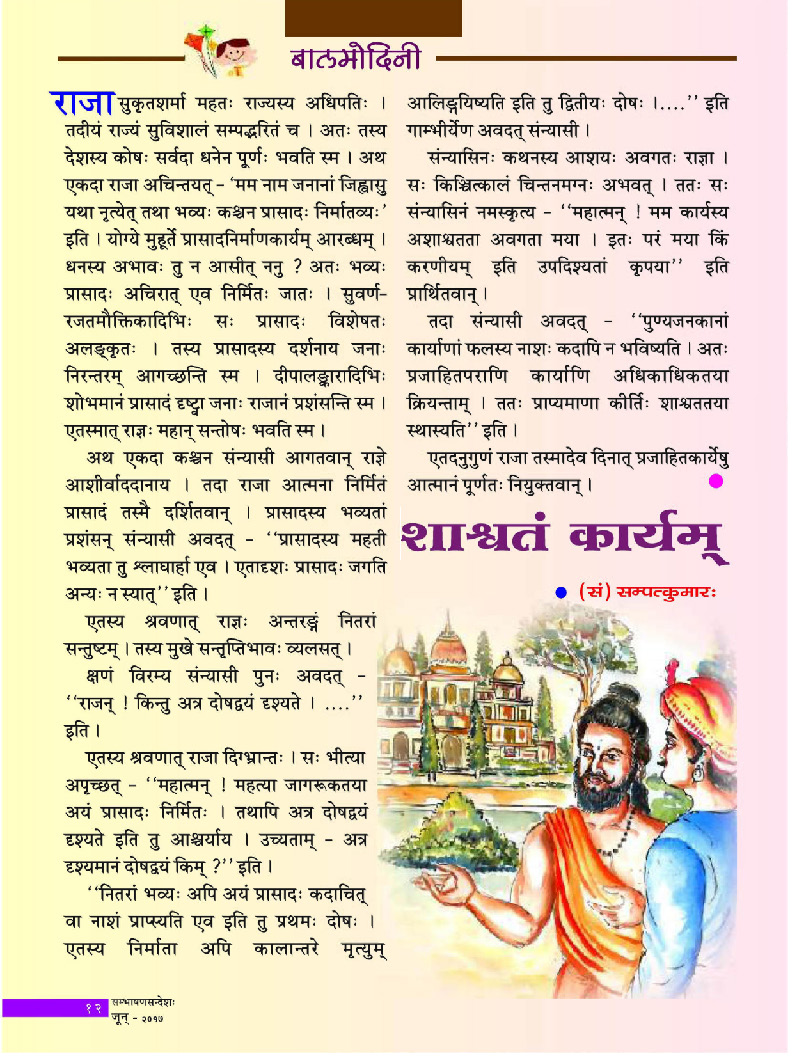 बालमोदिनी
राजा सुकृतशर्मा महतः राज्यस्य अधिपतिः ।
तदीयं राज्यं सुविशालं सम्पद्भरितं च । अतः तस्य
देशस्य कोषः सर्वदा धनेन पूर्णः भवति स्म । अथ
एकदा राजा अचिन्तयत् – ‘मम नाम जनानां जिह्वासु
यथा नृत्येत् तथा भव्यः कश्चन प्रासादः निर्मातव्यः’
इति । योग्ये मुहूर्ते प्रासादनिर्माणकार्यम् आरब्धम् ।
धनस्य अभावः तु न आसीत् ननु ? अतः भव्यः
प्रासादः अचिरात् एव निर्मितः जातः । सुवर्ण-
रजतमौक्तिकादिभिः सः प्रासादः विशेषतः
अलङ्कृतः । तस्य प्रासादस्य दर्शनाय जनाः
निरन्तरम् आगच्छन्ति स्म । दीपालङ्कारादिभिः
शोभमानं प्रासादं दृष्ट्वा जनाः राजानं प्रशंसन्ति स्म ।
एतस्मात् राज्ञः महान् सन्तोषः भवति स्म ।
अथ एकदा कश्चन संन्यासी आगतवान् राज्ञे
आशीर्वाददानाय । तदा राजा आत्मना निर्मितं
प्रासादं तस्मै दर्शितवान् । प्रासादस्य भव्यतां
प्रशंसन् संन्यासी अवदत् – ‘‘प्रासादस्य महती
भव्यता तु श्लाघार्हा एव । एतादृशः प्रासादः जगति
अन्यः न स्यात्’’ इति ।
एतस्य श्रवणात् राज्ञः अन्तरङ्गं नितरां
सन्तुष्टम् । तस्य मुखे सन्तृप्तिभावः व्यलसत् ।
क्षणं विरम्य संन्यासी पुनः अवदत् –
‘‘राजन् ! किन्तु अत्र दोषद्वयं दृश्यते । ....’’
इति ।
एतस्य श्रवणात् राजा दिग्भ्रान्तः । सः भीत्या
अपृच्छत् – ‘‘महात्मन् ! महत्या जागरूकतया
अयं प्रासादः निर्मितः । तथापि अत्र दोषद्वयं
दृश्यते इति तु आश्चर्याय । उच्यताम् – अत्र
दृश्यमानं दोषद्वयं किम् ?’’ इति ।
‘‘नितरां भव्यः अपि अयं प्रासादः कदाचित्
वा नाशं प्राप्स्यति एव इति तु प्रथमः दोषः ।
एतस्य निर्माता अपि कालान्तरे मृत्युम्
आलिङ्गयिष्यति इति तु द्वितीयः दोषः ।....’’ इति
गाम्भीर्येण अवदत् संन्यासी ।
संन्यासिनः कथनस्य आशयः अवगतः राज्ञा ।
सः किञ्चित्कालं चिन्तनमग्नः अभवत् । ततः सः
संन्यासिनं नमस्कृत्य – ‘‘महात्मन् ! मम कार्यस्य
अशाश्वतता अवगता मया । इतः परं मया किं
करणीयम् इति उपदिश्यतां कृपया’’ इति
प्रार्थितवान् ।
तदा संन्यासी अवदत् – ‘‘पुण्यजनकानां
कार्याणां फलस्य नाशः कदापि न भविष्यति । अतः
प्रजाहितपराणि कार्याणि अधिकाधिकतया
क्रियन्ताम् । ततः प्राप्यमाणा कीर्तिः शाश्वततया
स्थास्यति’’ इति ।
एतदनुगुणं राजा तस्मादेव दिनात् प्रजाहितकार्येषु
आत्मानं पूर्णतः नियुक्तवान् ।
शाश्वतं कार्यम्
(सं) सम्पत्कुमारः
१२
सम्भाषणसन्देशः
जून् – २०१७